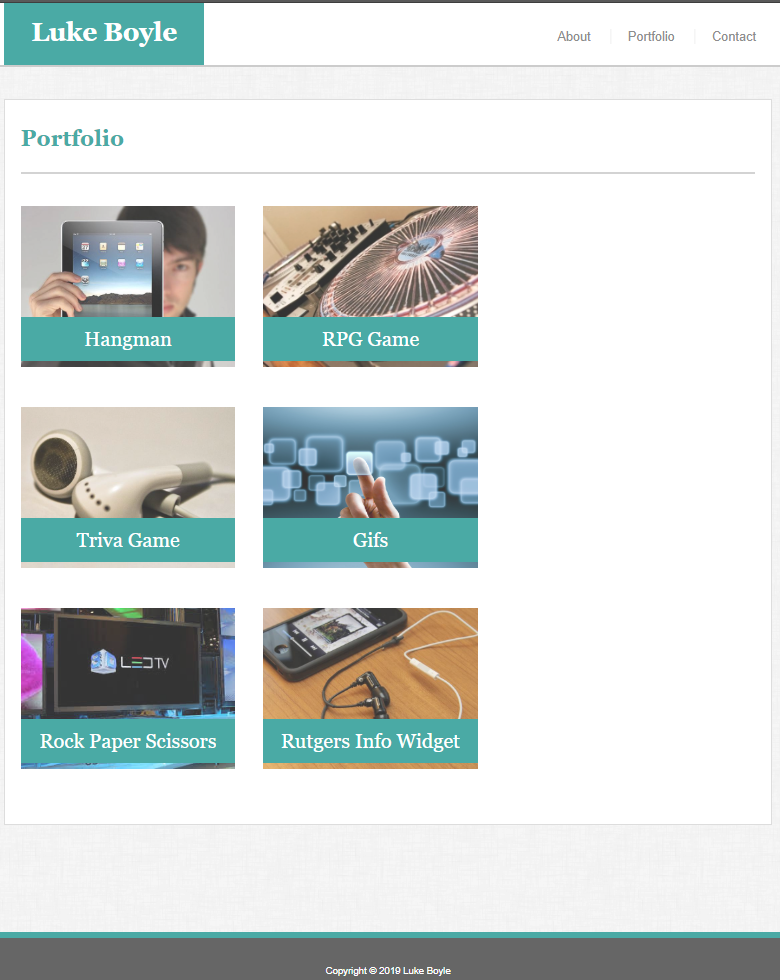 Luke Boyle
About Portfolio Contact
Portfolio
Hangman
RPG Game
Triva Game
Gifs
LED TV
Rock Paper Scissors
Rutgers Info Widget
Copyright © 2019 Luke Boyle